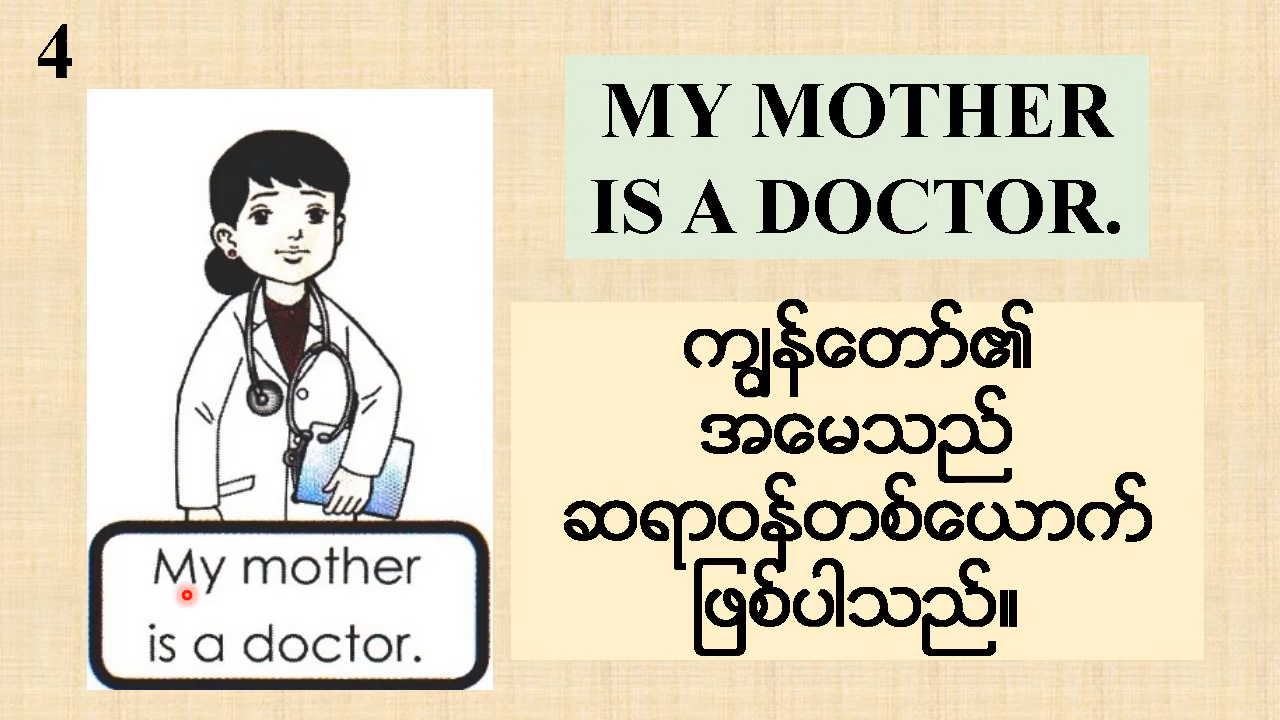 4
MY MOTHER
IS A DOCTOR.
ကျွန်တော်၏
အမေသည်
ဆရာဝန်တစ်ယောက်
ဖြစ်ပါသည်။
My mother
is a doctor.